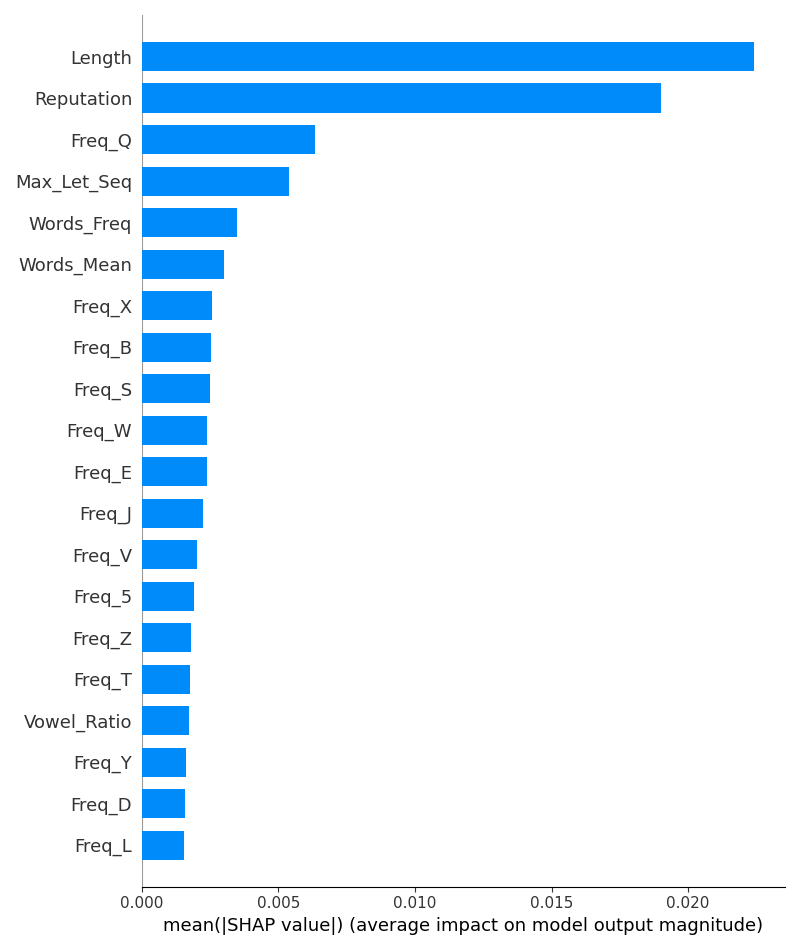 Length
Reputation
Freq_Q
Max_Let_Seq
Words_Freq
Words_Mean
Freq_X
Freq_B
Freq_S
Freq_W
Freq_E
Freq_J
Freq_V
Freq_5
Freq_Z
Freq_T
Vowel_Ratio
Freq_Y
Freq_D
Freq_L
0.000 0.005 0.010 0.015 0.020
mean(|SHAP value|) (average impact on model output magnitude)